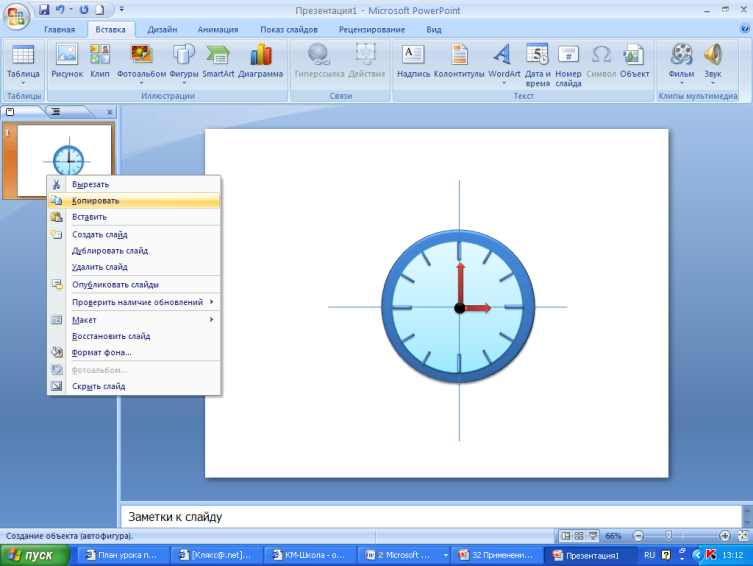 Презентация1 - Microsoft PowerPoint
Главная Вставка Дизайн Анимация Показ слайдов Рецензирование Вид
Таблица Рисунок Клип Фотоальбом Фигуры SmartArt Диаграмма Гиперссылка Действие Надпись Колонтитулы WordArt Дата и время Номер слайда Символ Объект Фильм Звук
Таблицы Иллюстрации Связи Текст Клипы мультимедиа
1
Вырезать
Копировать
Вставить
Создать слайд
Дублировать слайд
Удалить слайд
Опубликовать слайды
Проверить наличие обновлений
Макет
Восстановить слайд
Формат фона...
Фотоальбом...
Скрыть слайд
Заметки к слайду
Создание объекта (автофигура). 66%
пуск План урока п... [Клякс@.net]... КМ-Школа - о... 2 Microsoft ... 32 Применени... Презентация1 RU 13:12